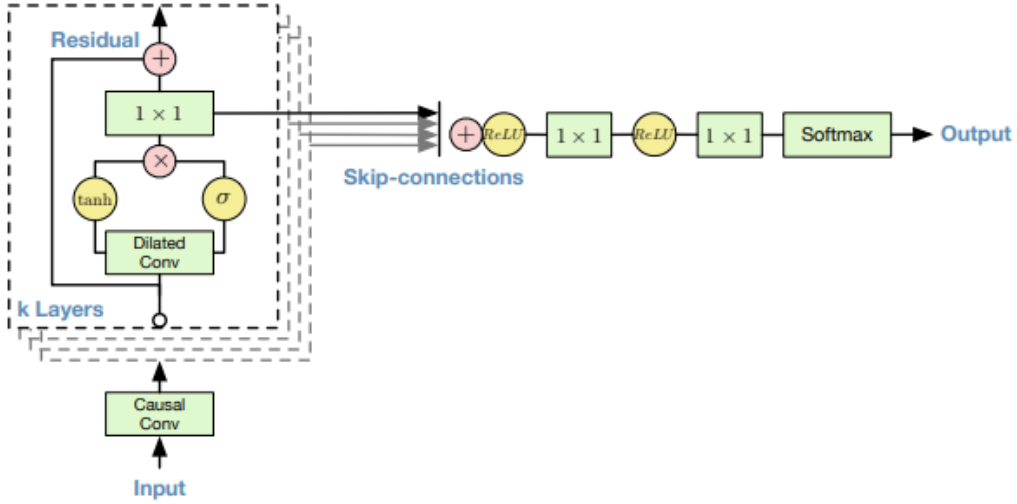 Residual
+
1 × 1
×
tanh
σ
Dilated
Conv
k Layers
Causal
Conv
Input
Skip-connections
+
ReLU
1 × 1
ReLU
1 × 1
Softmax
Output